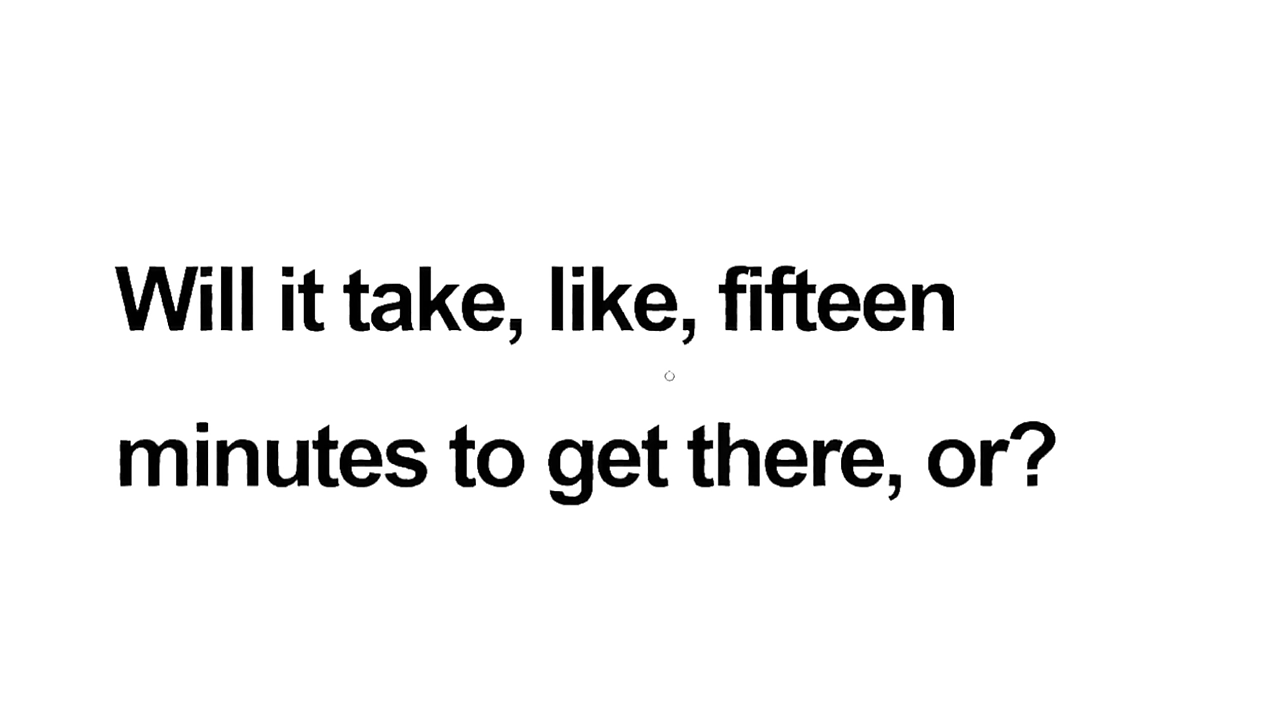 Will it take, like, fifteen
minutes to get there, or?